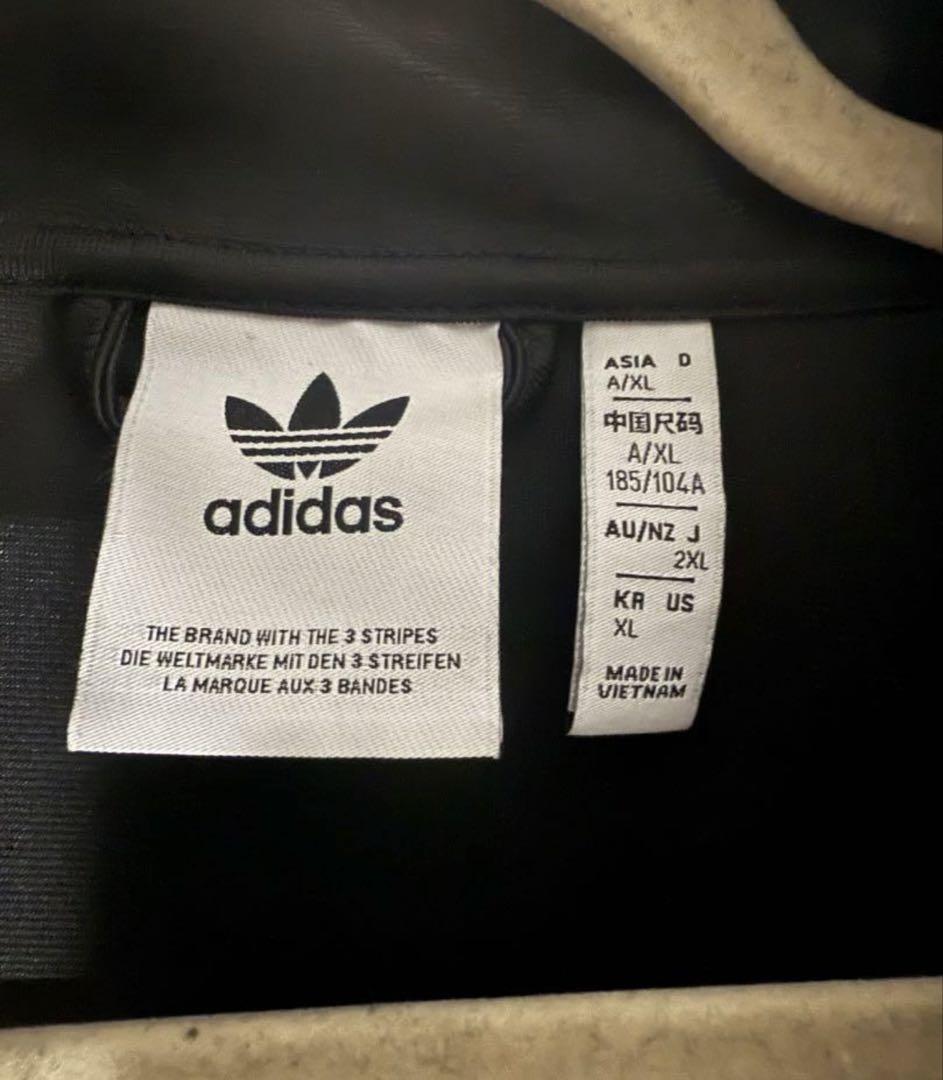 adidas
THE BRAND WITH THE 3 STRIPES
DIE WELTMARKE MIT DEN 3 STREIFEN
LA MARQUE AUX 3 BANDES
ASIA D
A/XL
中国尺码
A/XL
185/104A
AU/NZ J
2XL
KR US
XL
MADE IN
VIETNAM